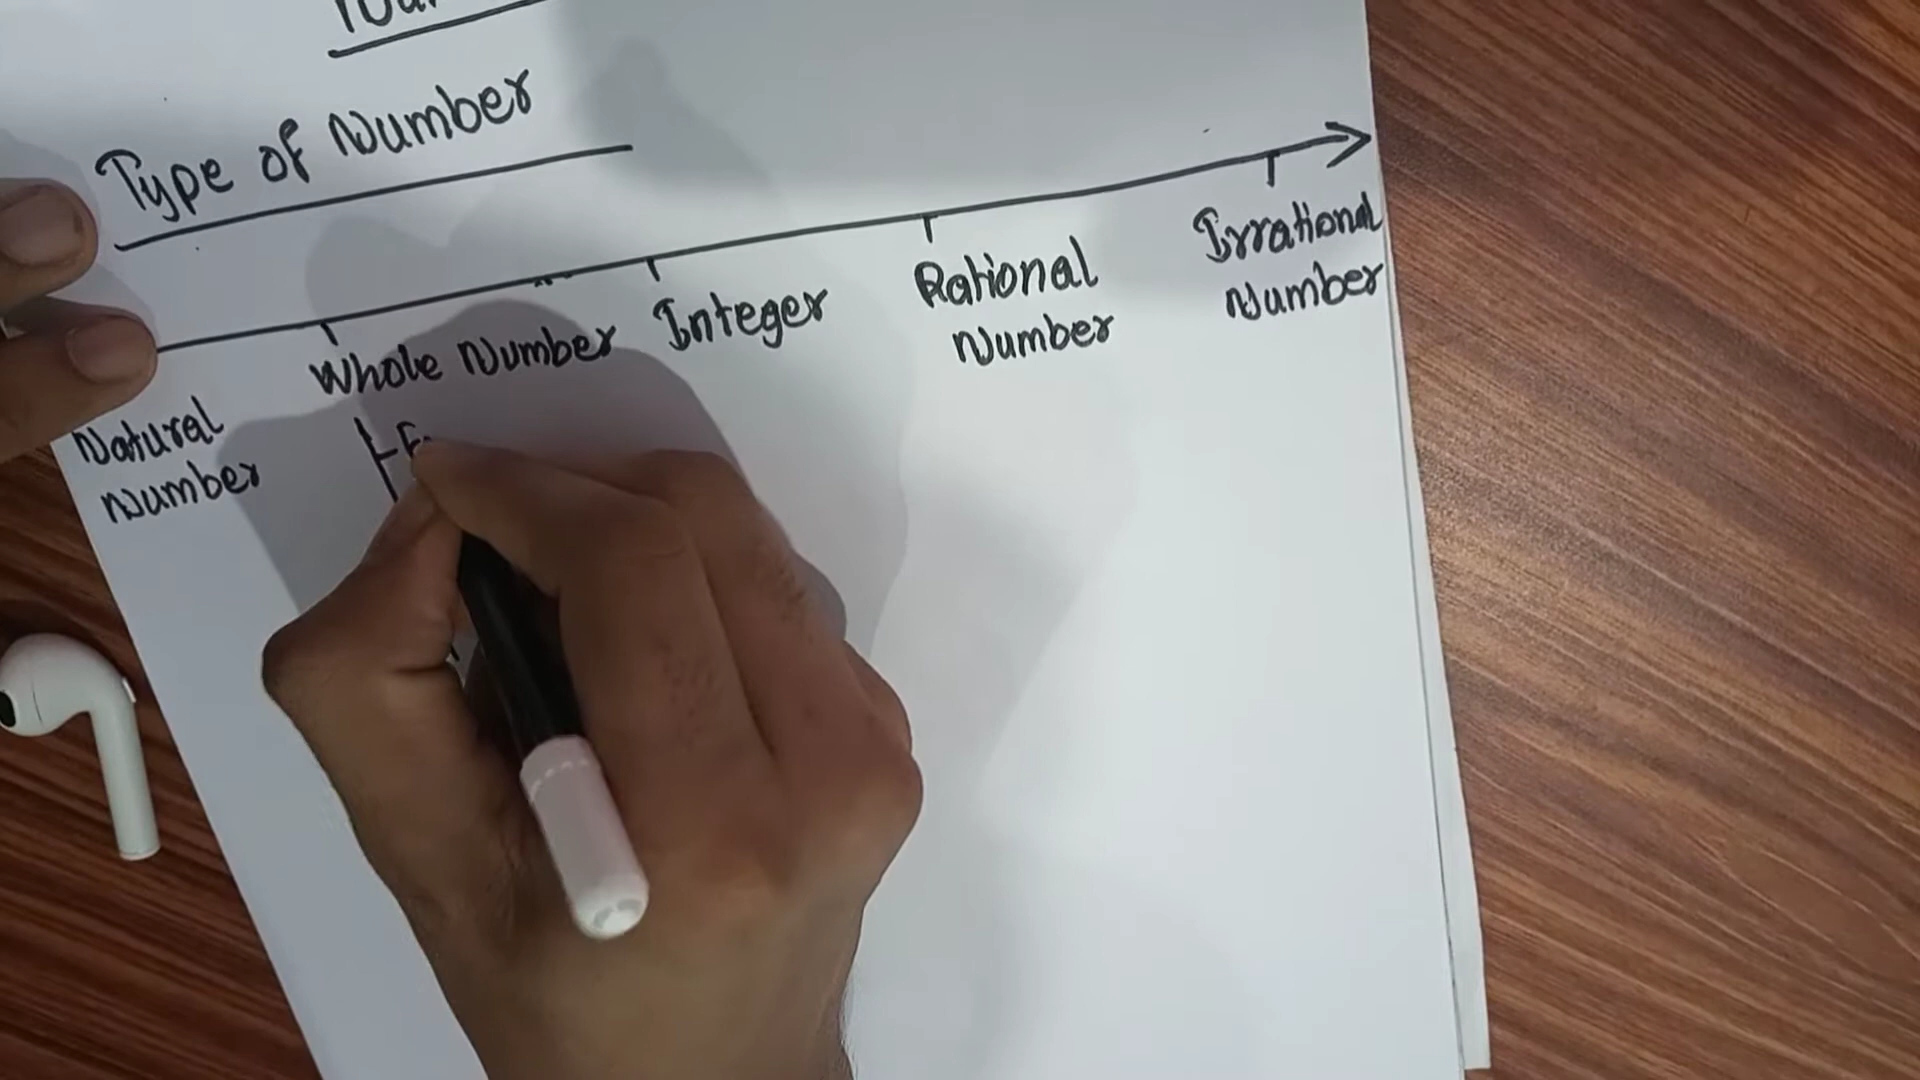 Type of Number
Natural Number
Whole Number
Integer
Rational Number
Irrational Number